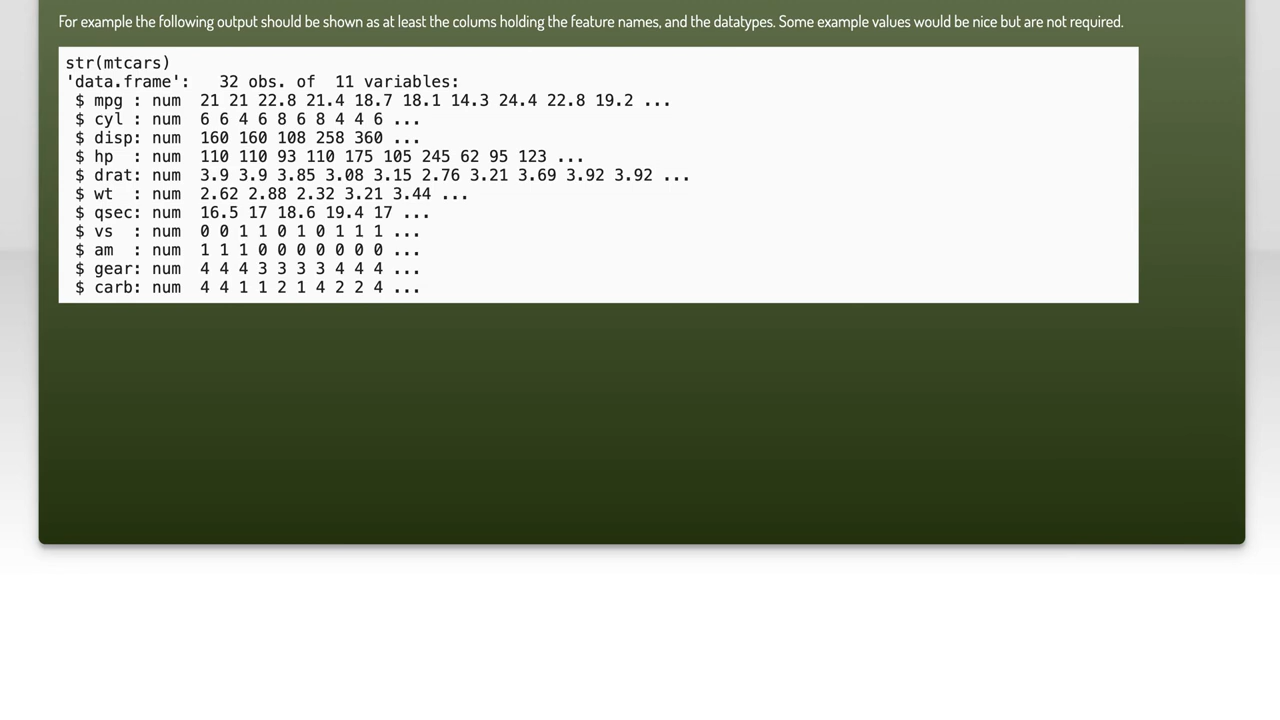 For example the following output should be shown as at least the colums holding the feature names, and the datatypes. Some example values would be nice but are not required.
str(mtcars)
'data.frame':   32 obs. of  11 variables:
 $ mpg : num  21 21 22.8 21.4 18.7 18.1 14.3 24.4 22.8 19.2 ...
 $ cyl : num  6 6 4 6 8 6 8 4 4 6 ...
 $ disp: num  160 160 108 258 360 ...
 $ hp  : num  110 110 93 110 175 105 245 62 95 123 ...
 $ drat: num  3.9 3.9 3.85 3.08 3.15 2.76 3.21 3.69 3.92 3.92 ...
 $ wt  : num  2.62 2.88 2.32 3.21 3.44 ...
 $ qsec: num  16.5 17 18.6 19.4 17 ...
 $ vs  : num  0 0 1 1 0 1 0 1 1 1 ...
 $ am  : num  1 1 1 0 0 0 0 0 0 0 ...
 $ gear: num  4 4 4 3 3 3 3 4 4 4 ...
 $ carb: num  4 4 1 1 2 1 4 2 2 4 ...